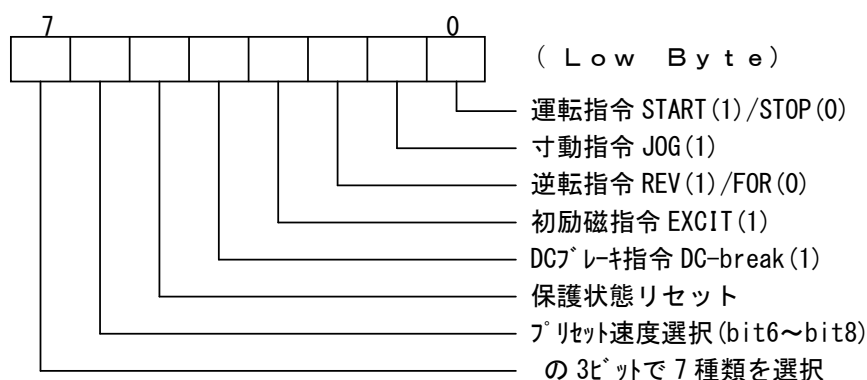 7 0
( Low Byte)
運転指令 START(1)/STOP(0)
寸動指令 JOG(1)
逆転指令 REV(1)/FOR(0)
初励磁指令 EXCIT(1)
DCﾌﾞﾚｰｷ指令 DC-break(1)
保護状態リセット
ﾌﾟﾘｾｯﾄ速度選択(bit6～bit8)
の 3ﾋﾞｯﾄで 7 種類を選択